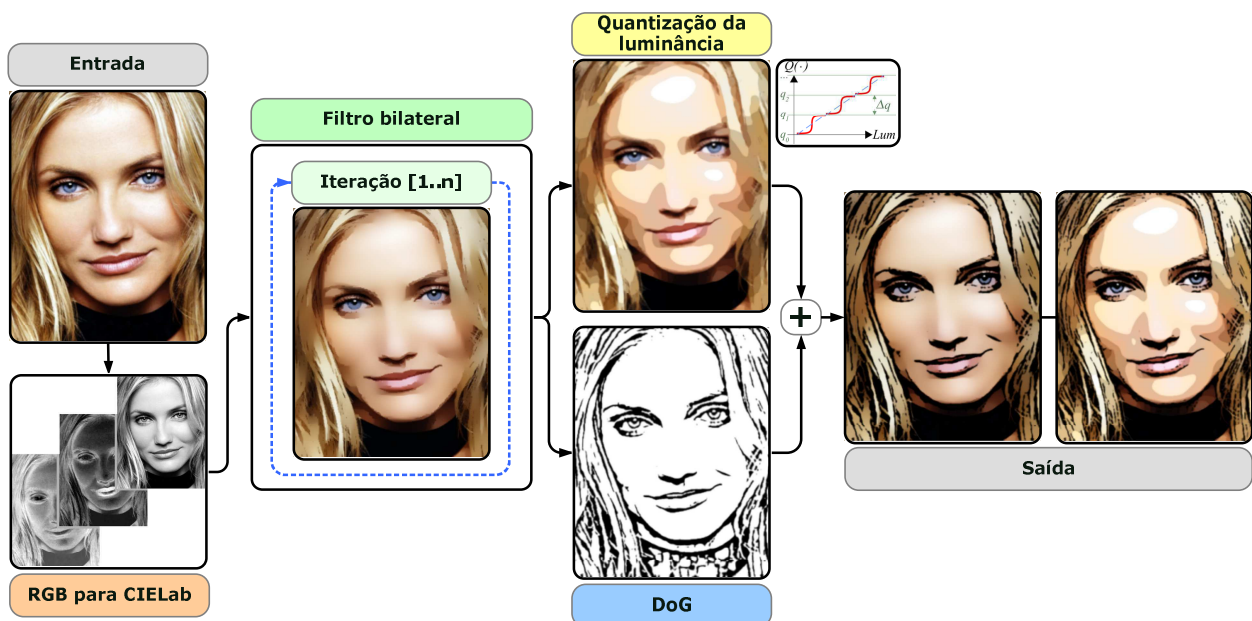 Entrada
RGB para CIELab
Filtro bilateral
Iteração [1..n]
Quantização da
luminância
Q(·)
...
q2
q1
q0
Δq
Lum
DoG
+
Saída